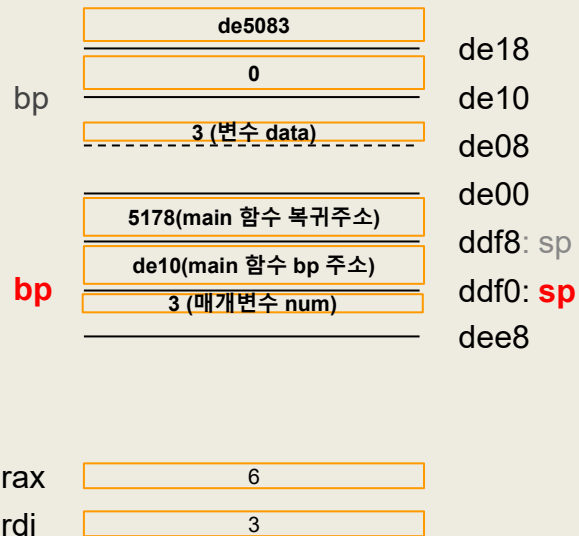 de5083
de18
0
bp
de10
3 (변수 data)
de08
de00
5178(main 함수 복귀주소)
ddf8: sp
de10(main 함수 bp 주소)
bp
ddf0: sp
3 (매개변수 num)
dee8
rax
6
rdi
3